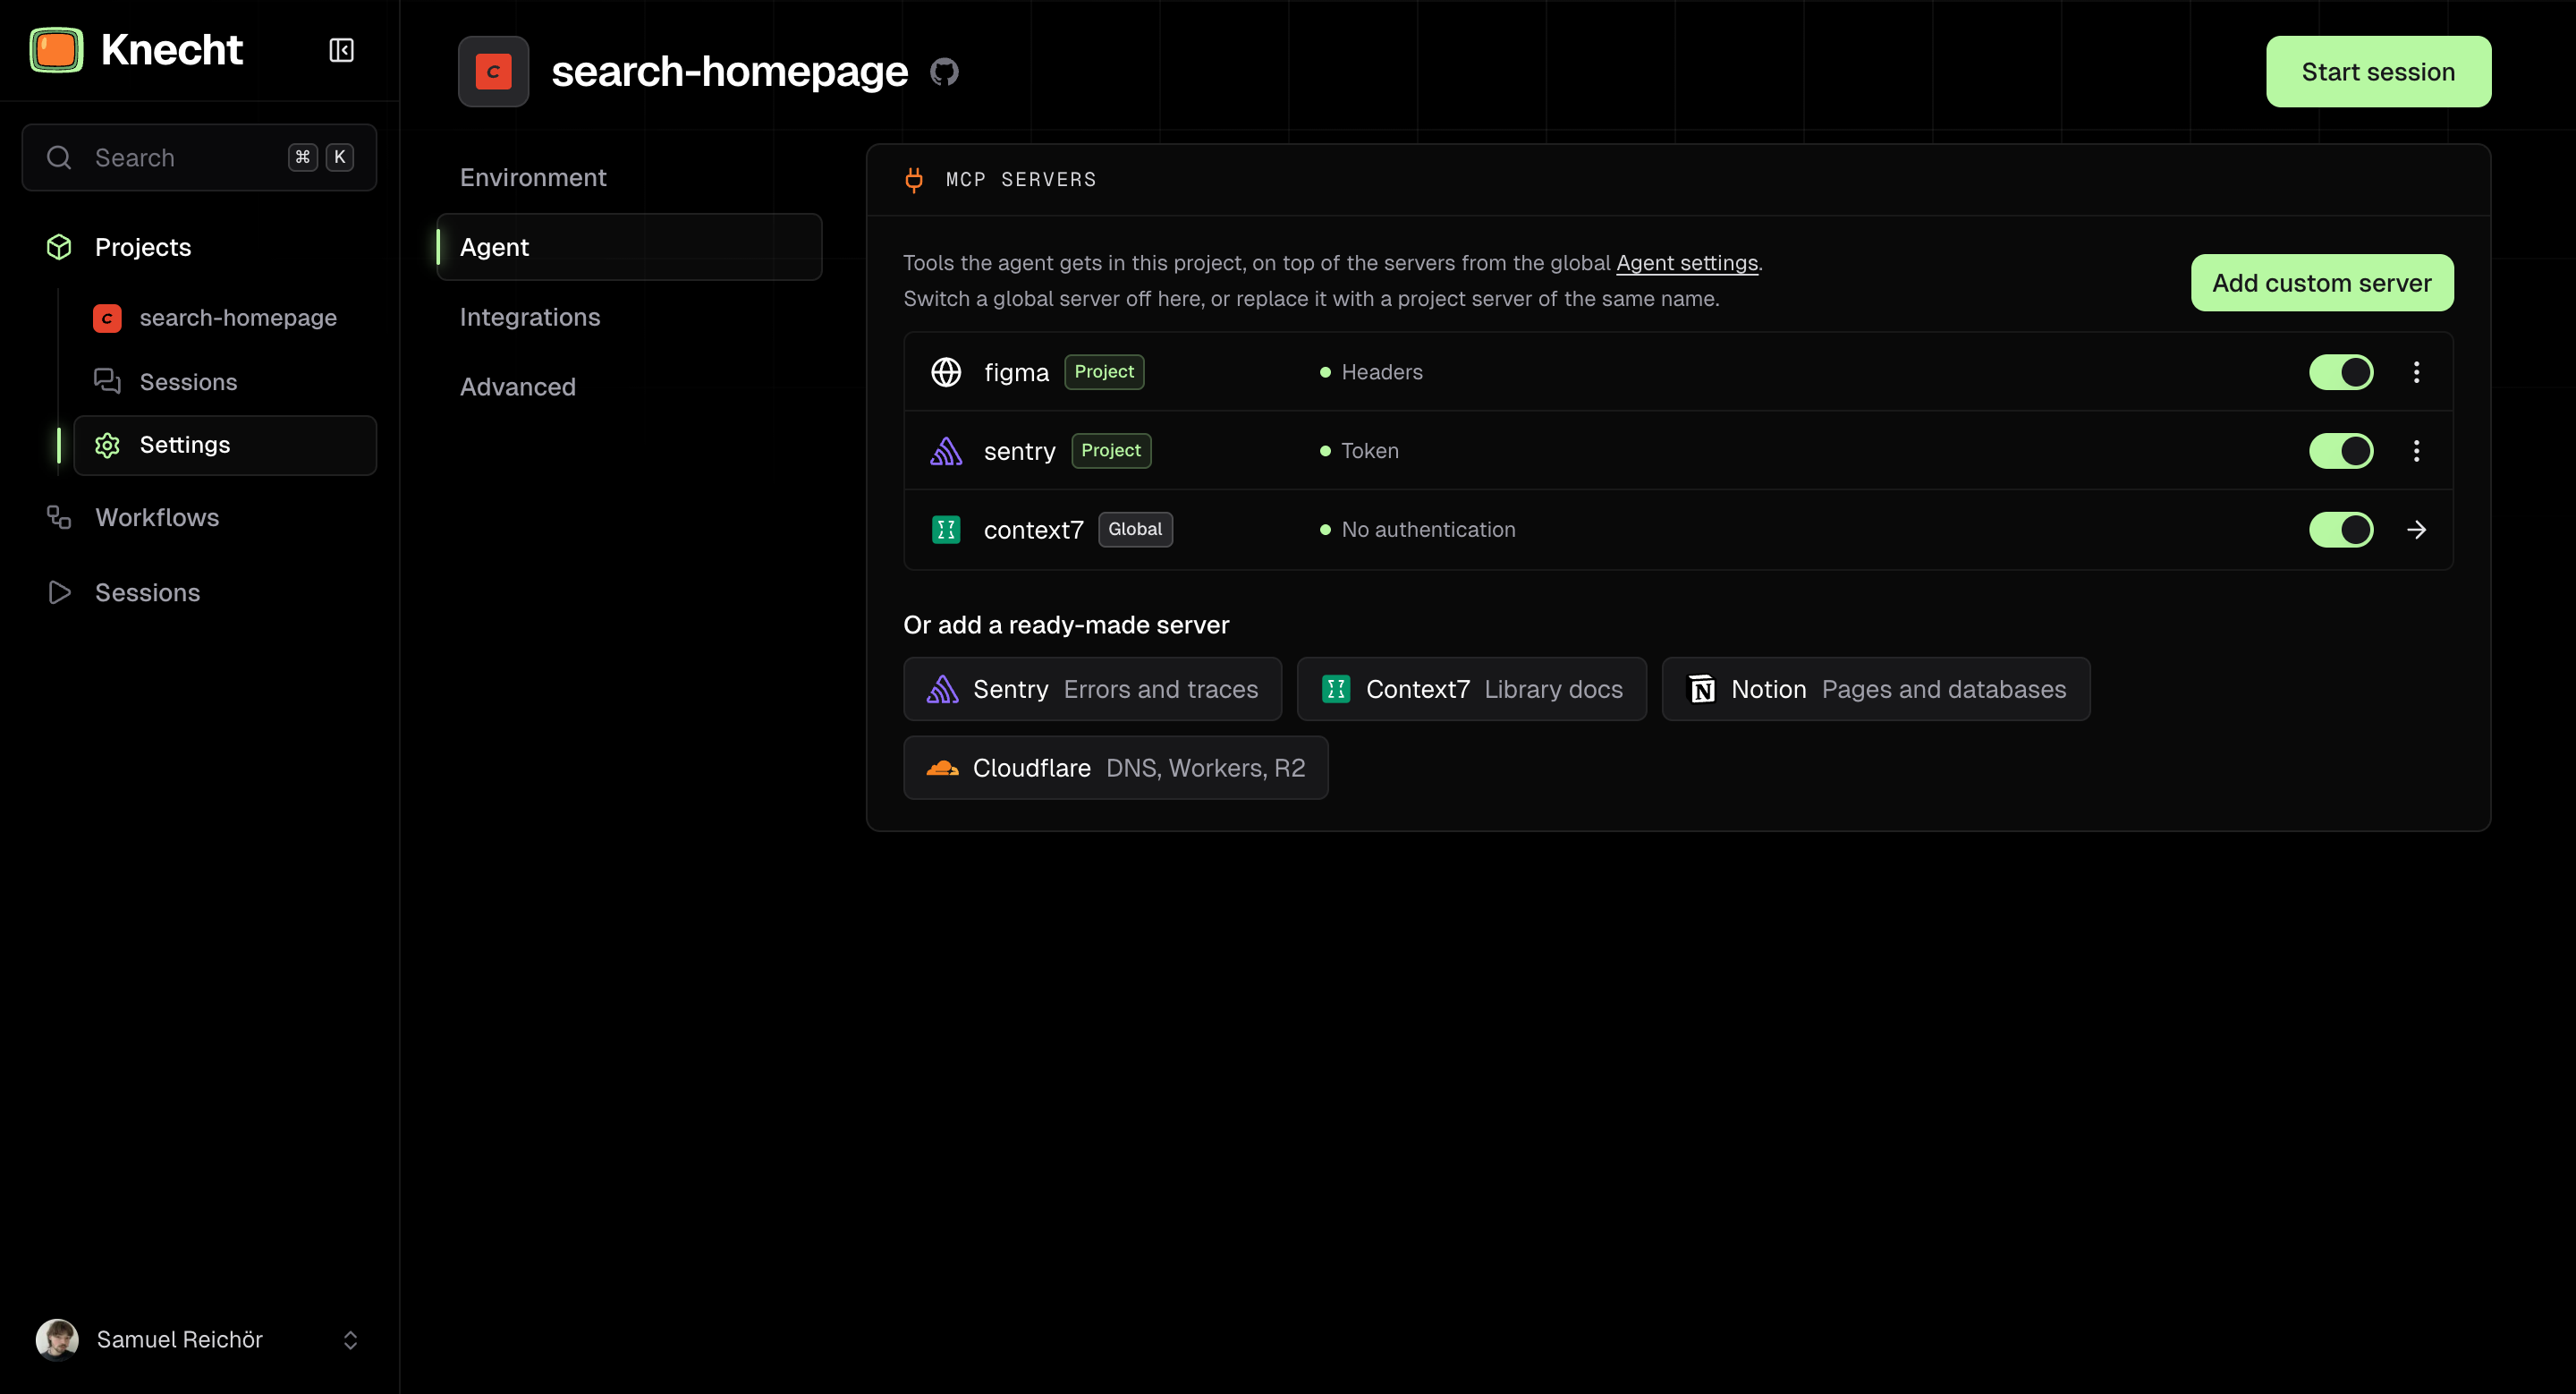 Knecht
Search
⌘ K
Projects
search-homepage
Sessions
Settings
Workflows
Sessions
Samuel Reichör
C
search-homepage
Start session
Environment
Agent
Integrations
Advanced
MCP SERVERS
Tools the agent gets in this project, on top of the servers from the global Agent settings.
Switch a global server off here, or replace it with a project server of the same name.
Add custom server
figma Project Headers
sentry Project Token
context7 Global No authentication
Or add a ready-made server
Sentry Errors and traces
Context7 Library docs
Notion Pages and databases
Cloudflare DNS, Workers, R2